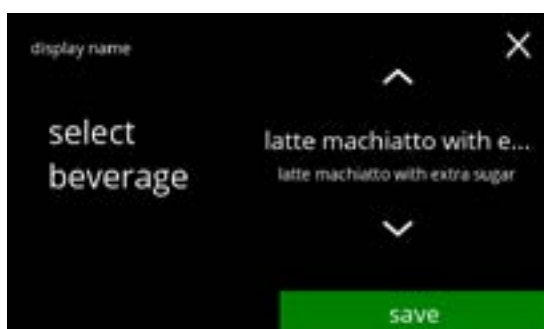 display name
select
beverage
latte machiatto with e...
latte machiatto with extra sugar
save